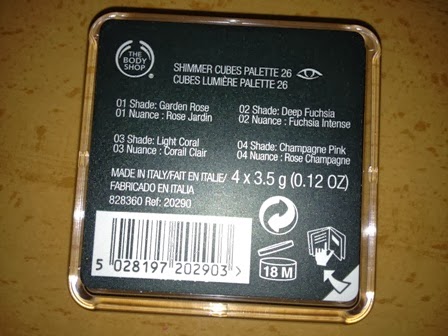 THE
BODY
SHOP
SHIMMER CUBES PALETTE 26
CUBES LUMIÈRE PALETTE 26
01 Shade: Garden Rose
01 Nuance : Rose Jardin
02 Shade: Deep Fuchsia
02 Nuance : Fuchsia Intense
03 Shade: Light Coral
03 Nuance : Corail Clair
04 Shade: Champagne Pink
04 Nuance : Rose Champagne
MADE IN ITALY/FAIT EN ITALIE/ 4 x 3.5 g (0.12 OZ)
FABRICADO EN ITALIA
828360 Ref: 20290
5 028197 202903 >
18 M